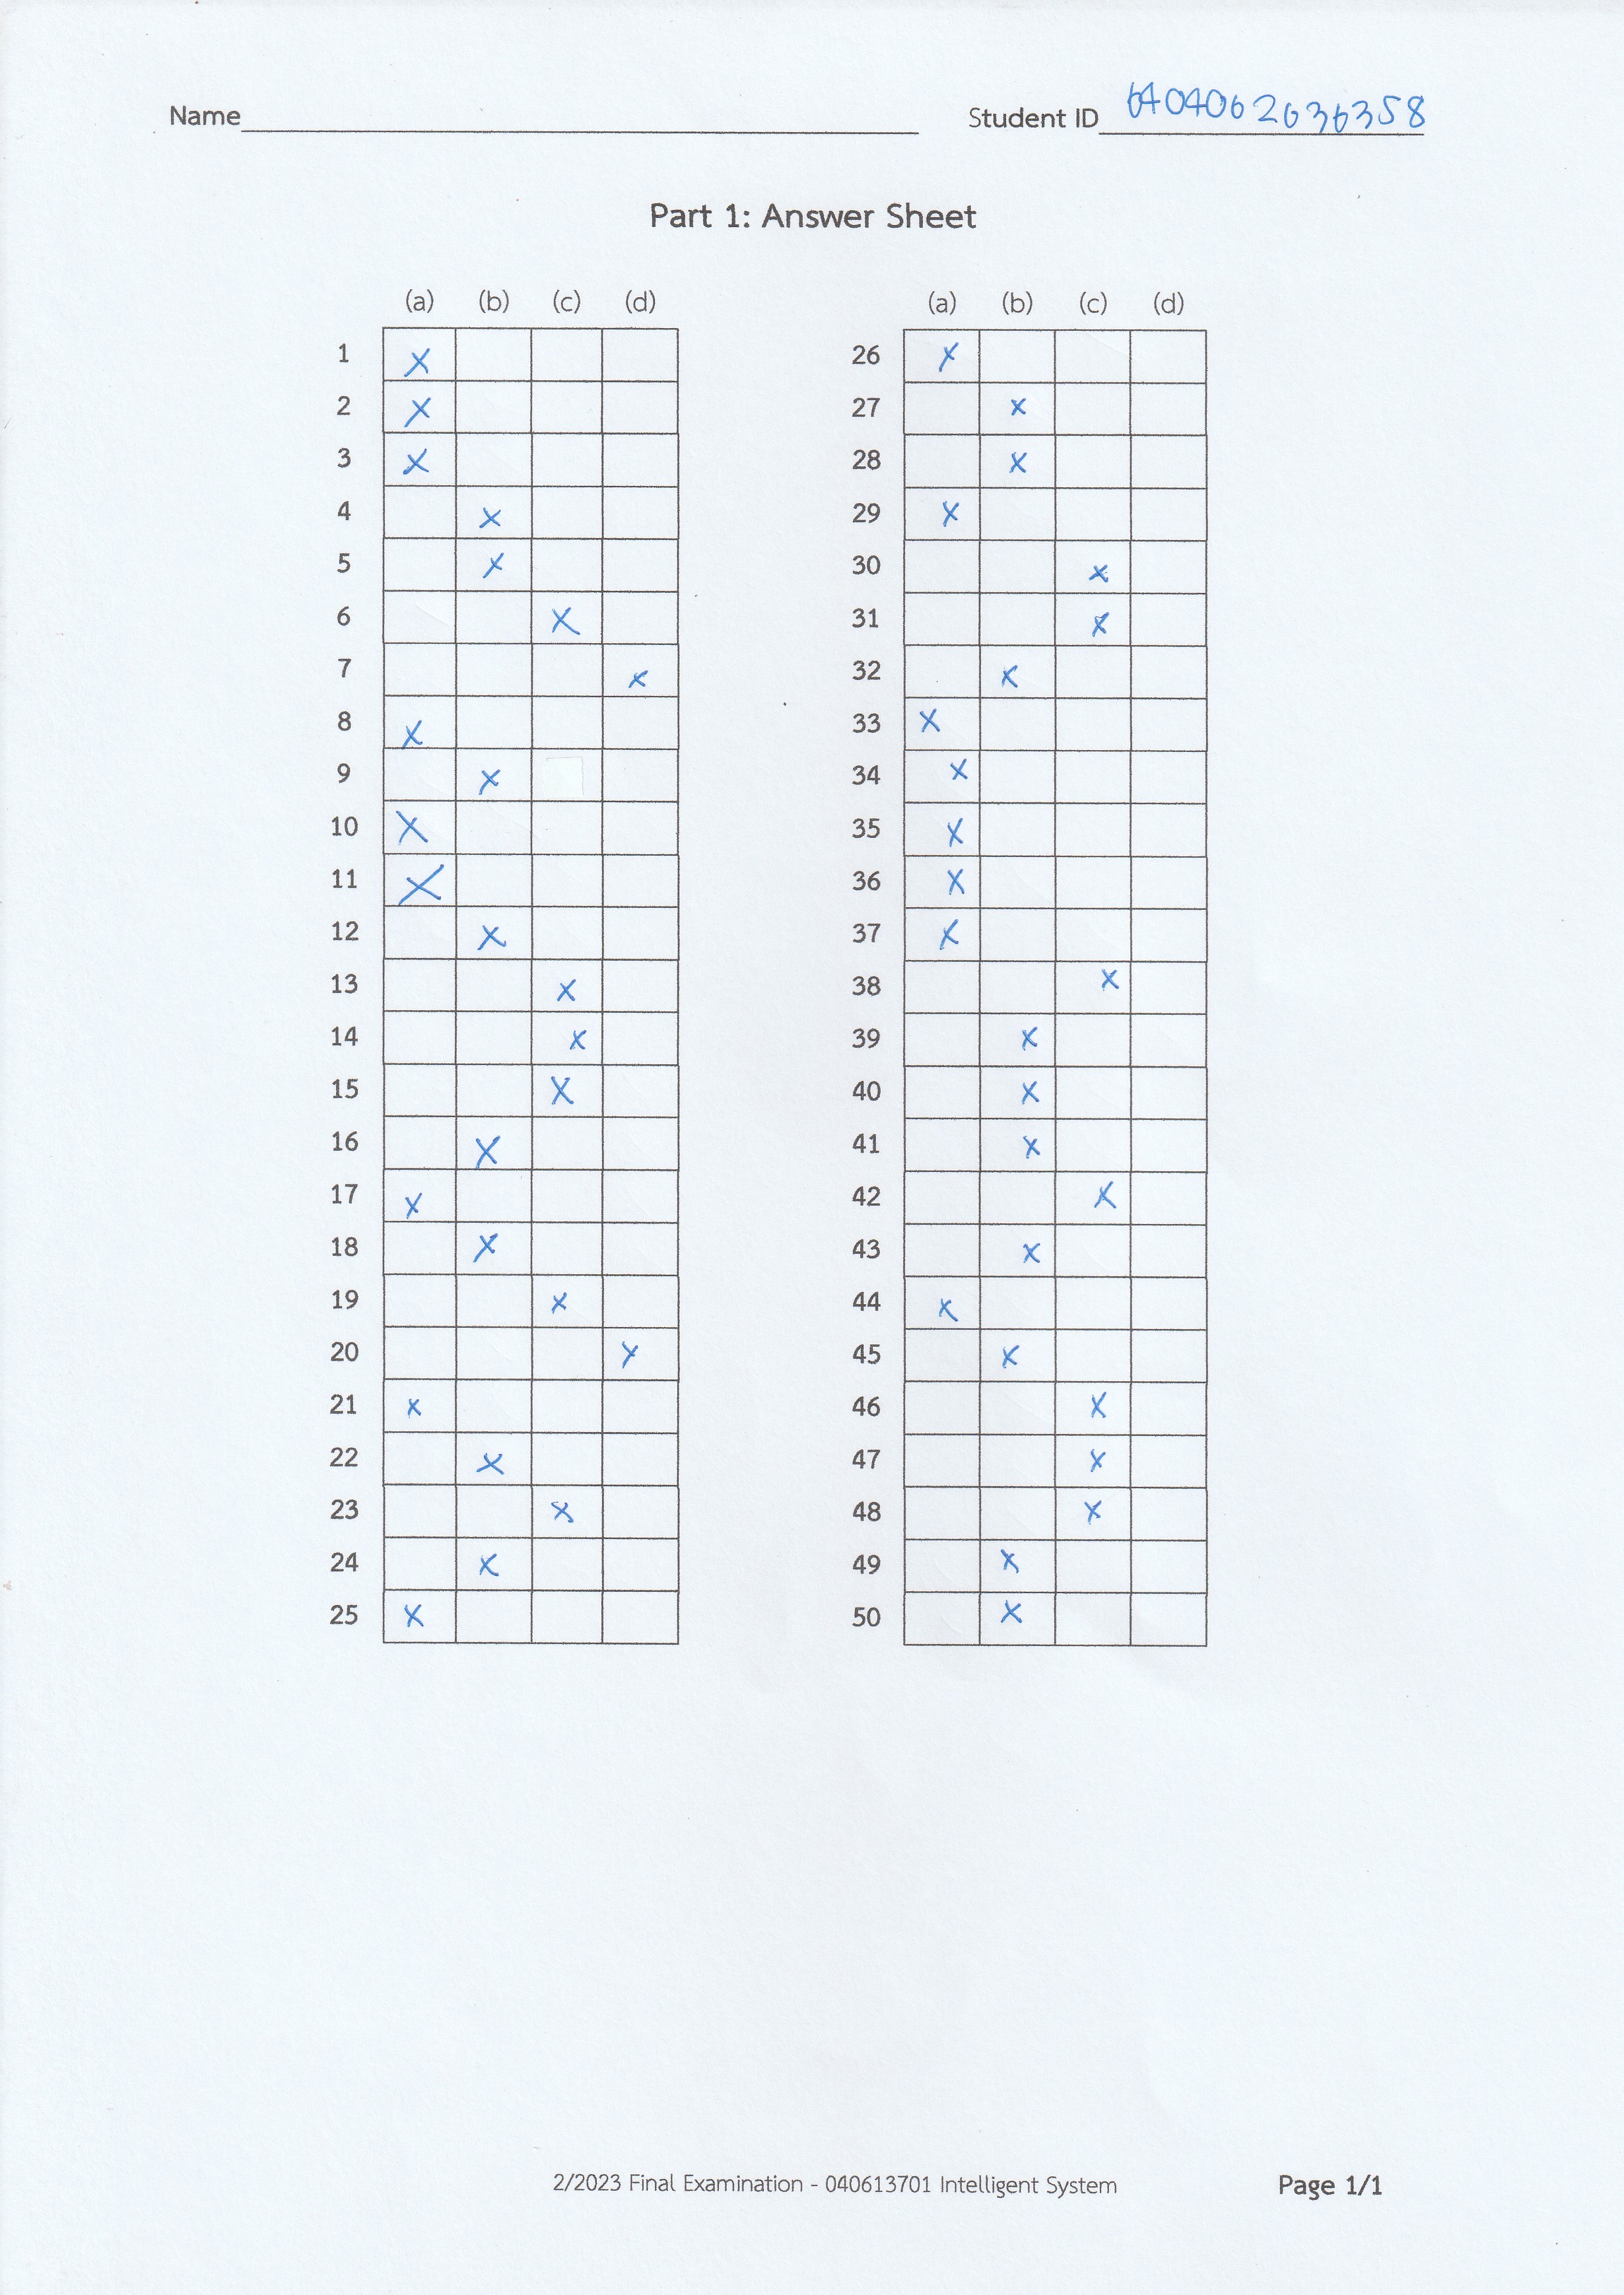 Name Student ID 6404062636358
Part 1: Answer Sheet
(a) (b) (c) (d) (a) (b) (c) (d)
1 X 26 X
2 X 27 X
3 X 28 X
4 X 29 X
5 X 30 X
6 X 31 X
7 X 32 X
8 X 33 X
9 X 34 X
10 X 35 X
11 X 36 X
12 X 37 X
13 X 38 X
14 X 39 X
15 X 40 X
16 X 41 X
17 X 42 X
18 X 43 X
19 X 44 X
20 X 45 X
21 X 46 X
22 X 47 X
23 X 48 X
24 X 49 X
25 X 50 X
2/2023 Final Examination - 040613701 Intelligent System Page 1/1